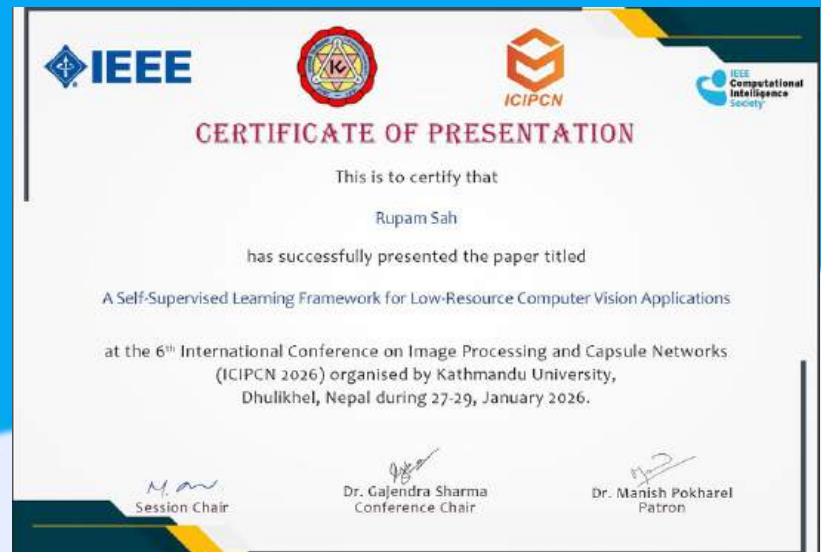 IEEE
KU
ICIPCN
IEEE
Computational
Intelligence
Society
CERTIFICATE OF PRESENTATION
This is to certify that
Rupam Sah
has successfully presented the paper titled
A Self-Supervised Learning Framework for Low-Resource Computer Vision Applications
at the 6th International Conference on Image Processing and Capsule Networks
(ICIPCN 2026) organised by Kathmandu University,
Dhulikhel, Nepal during 27-29, January 2026.
Session Chair
Dr. Gajendra Sharma
Conference Chair
Dr. Manish Pokharel
Patron